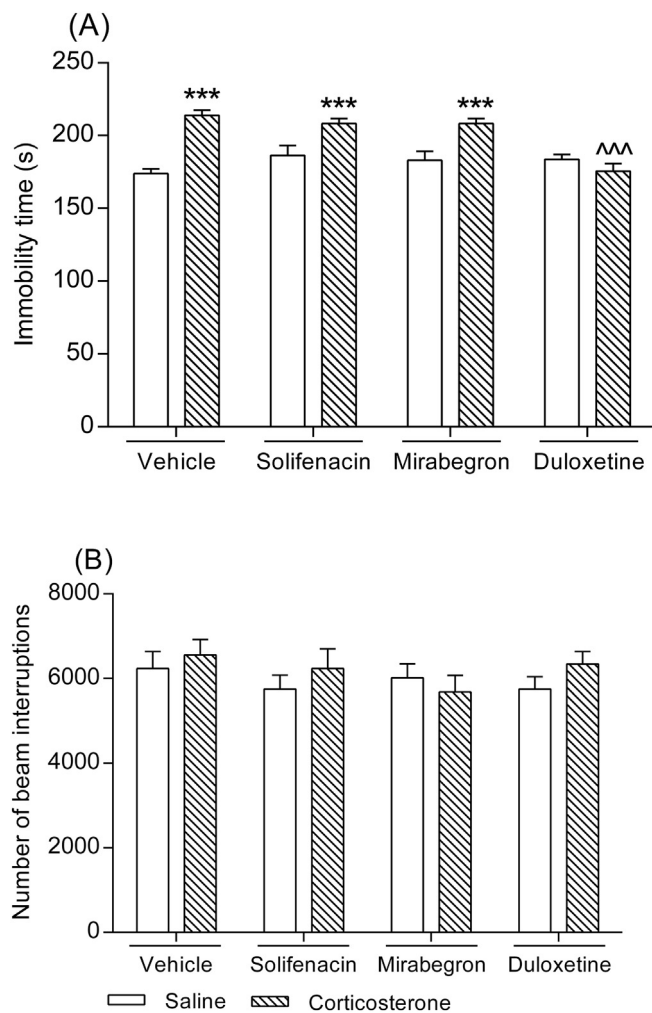 (A)
250
200
150
100
50
0
Immobility time (s)
***
***
***
^^^
Vehicle Solifenacin Mirabegron Duloxetine
(B)
8000
6000
4000
2000
0
Number of beam interruptions
Vehicle Solifenacin Mirabegron Duloxetine
Saline Corticosterone